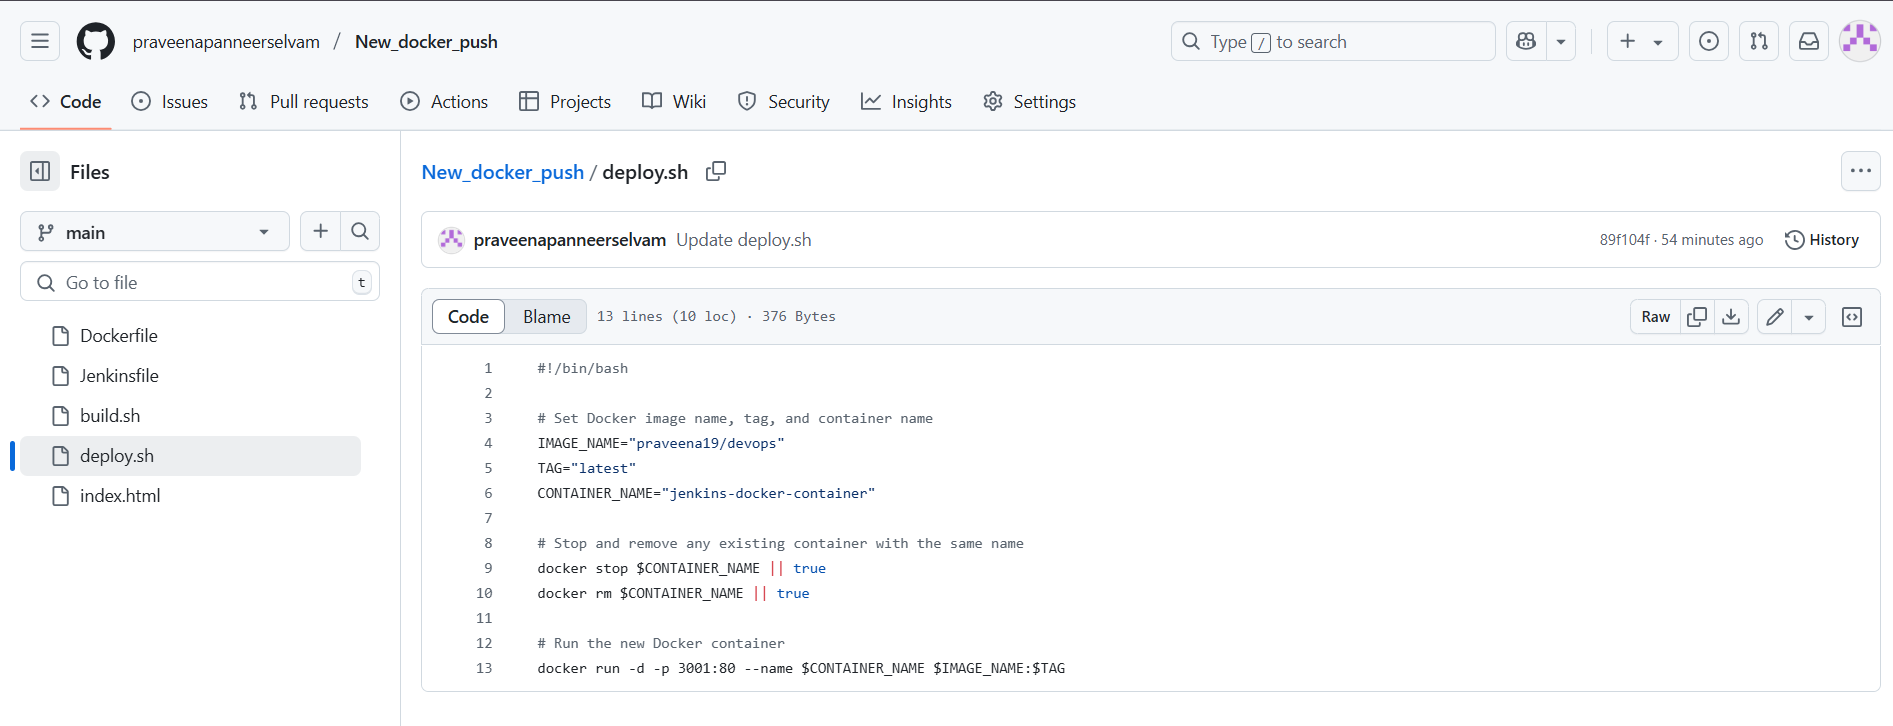 praveenapanneerselvam / New_docker_push
Type / to search
Code Issues Pull requests Actions Projects Wiki Security Insights Settings
Files
main
Go to file t
Dockerfile
Jenkinsfile
build.sh
deploy.sh
index.html
New_docker_push / deploy.sh
praveenapanneerselvam Update deploy.sh 89f104f · 54 minutes ago History
Code Blame 13 lines (10 loc) · 376 Bytes Raw
1 #!/bin/bash
2
3 # Set Docker image name, tag, and container name
4 IMAGE_NAME="praveena19/devops"
5 TAG="latest"
6 CONTAINER_NAME="jenkins-docker-container"
7
8 # Stop and remove any existing container with the same name
9 docker stop $CONTAINER_NAME || true
10 docker rm $CONTAINER_NAME || true
11
12 # Run the new Docker container
13 docker run -d -p 3001:80 --name $CONTAINER_NAME $IMAGE_NAME:$TAG